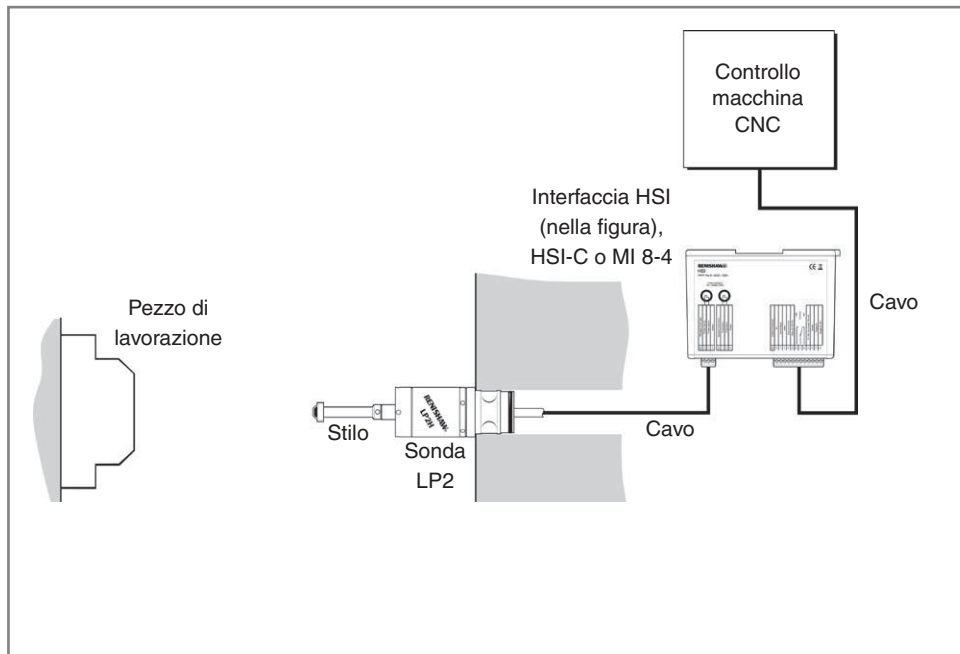 Controllo
macchina
CNC
Interfaccia HSI
(nella figura),
HSI-C o MI 8-4
RENISHAW
HSI
Cavo
Pezzo di
lavorazione
RENISHAW
LP2H
Stilo
Sonda
LP2
Cavo